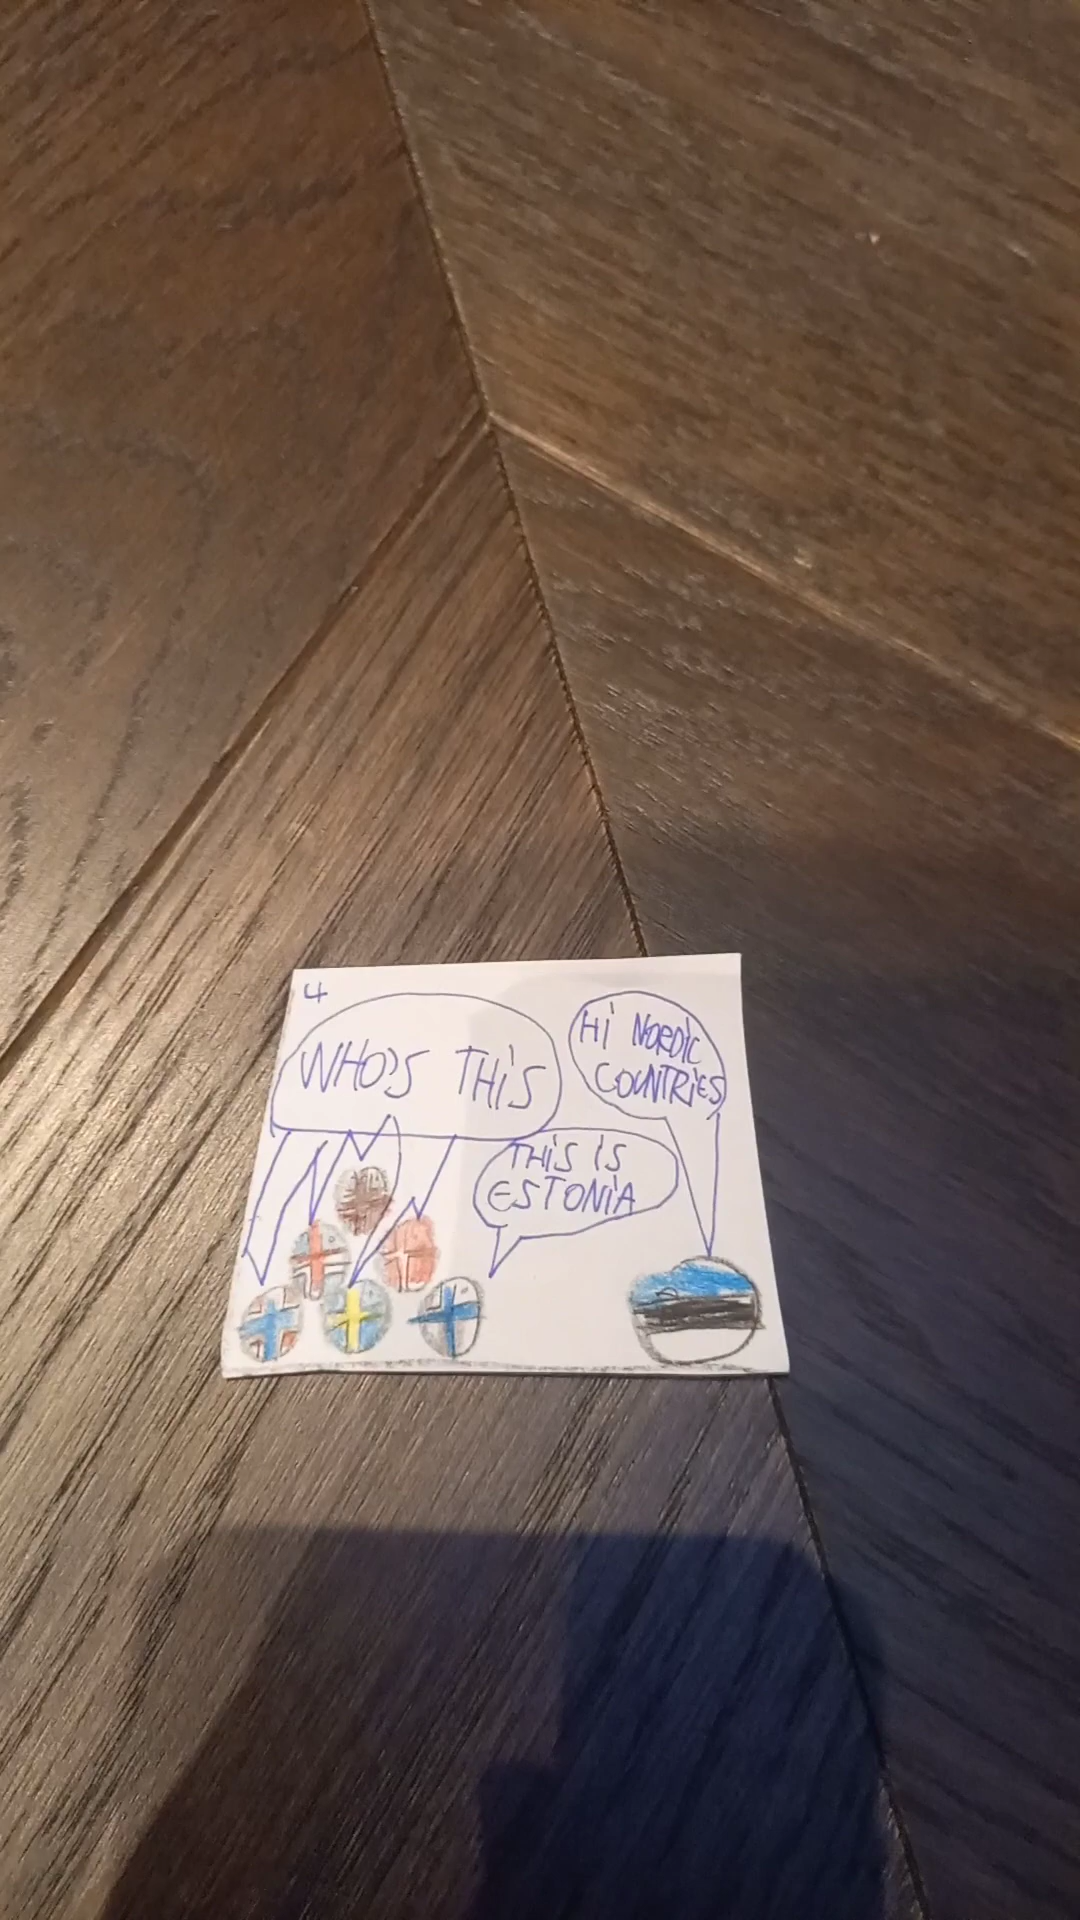 4
WHO'S THIS
HI NORDIC
COUNTRIES
THIS IS
ESTONIA